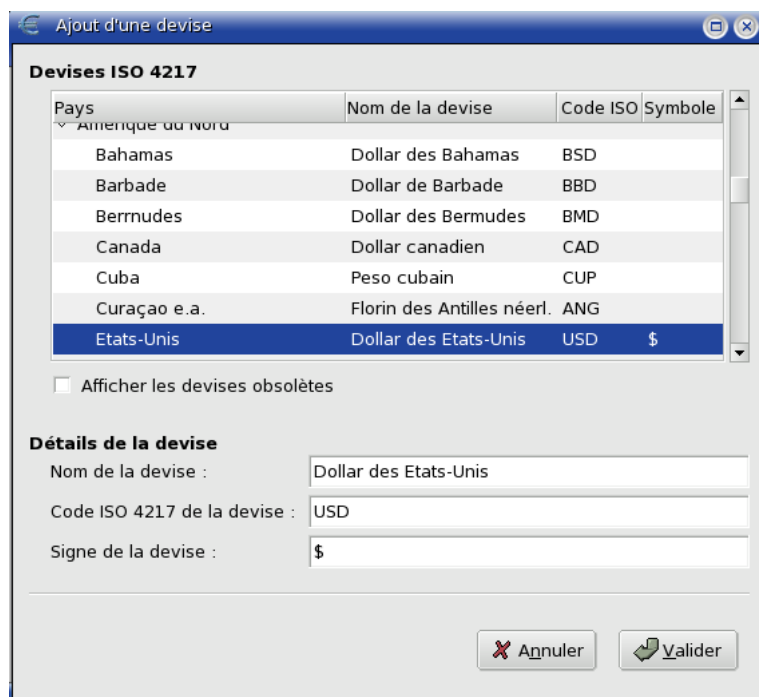 Ajout d'une devise
Devises ISO 4217
Pays Nom de la devise Code ISO Symbole
Amérique du Nord
Bahamas Dollar des Bahamas BSD
Barbade Dollar de Barbade BBD
Bermudes Dollar des Bermudes BMD
Canada Dollar canadien CAD
Cuba Peso cubain CUP
Curaçao e.a. Florin des Antilles néerl. ANG
Etats-Unis Dollar des Etats-Unis USD $
Afficher les devises obsolètes
Détails de la devise
Nom de la devise : Dollar des Etats-Unis
Code ISO 4217 de la devise : USD
Signe de la devise : $
Annuler Valider